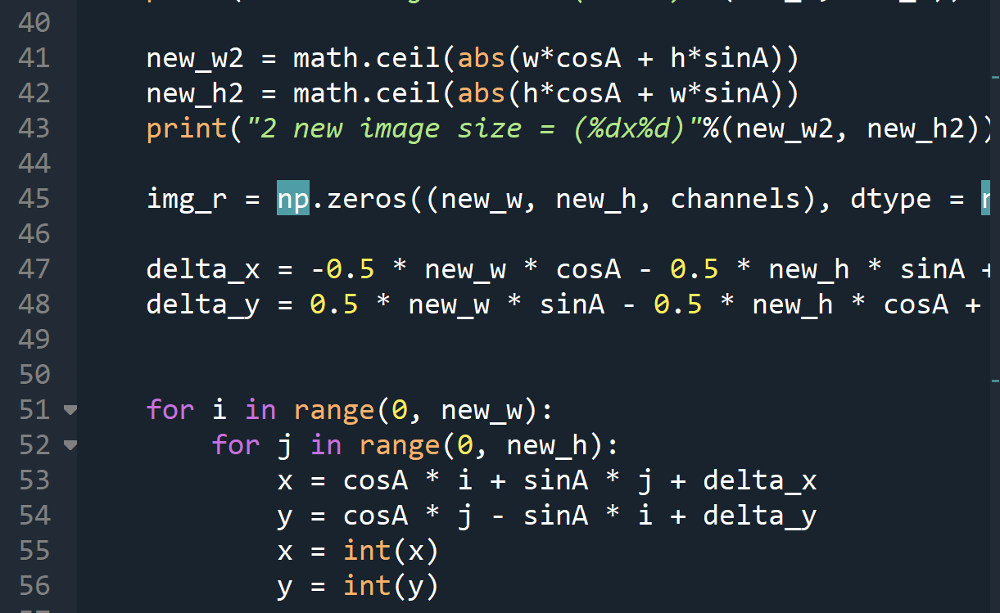 40
41 new_w2 = math.ceil(abs(w*cosA + h*sinA))
42 new_h2 = math.ceil(abs(h*cosA + w*sinA))
43 print("2 new image size = (%dx%d)"%(new_w2, new_h2))
44
45 img_r = np.zeros((new_w, new_h, channels), dtype =
46
47 delta_x = -0.5 * new_w * cosA - 0.5 * new_h * sinA +
48 delta_y = 0.5 * new_w * sinA - 0.5 * new_h * cosA +
49
50
51 for i in range(0, new_w):
52 for j in range(0, new_h):
53 x = cosA * i + sinA * j + delta_x
54 y = cosA * j - sinA * i + delta_y
55 x = int(x)
56 y = int(y)